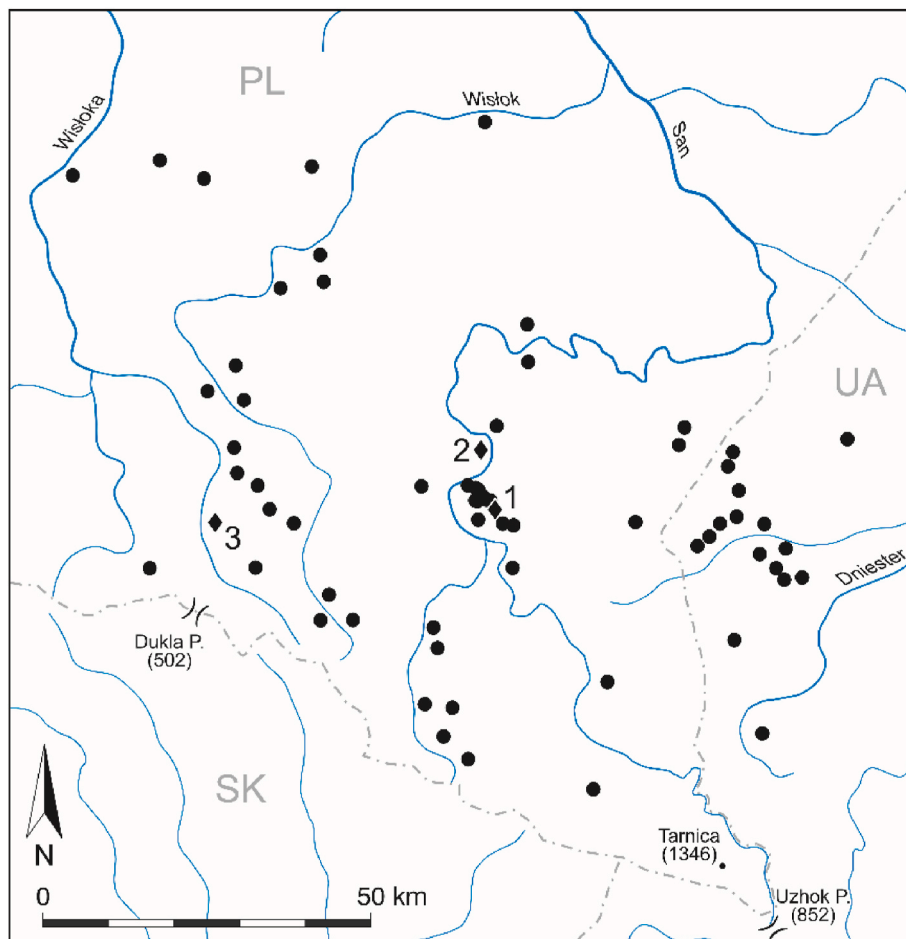 PL
Wisłok
Wisłoka
San
UA
2
1
3
Dniester
Dukla P.
(502)
SK
Tarnica
(1346)
N
0
50 km
Uzhok P.
(852)